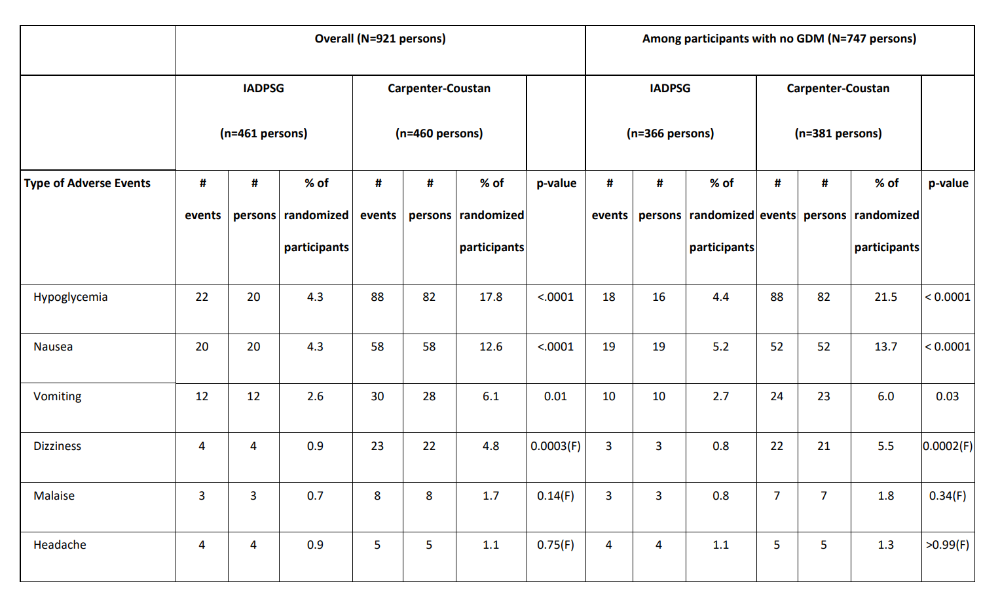 Overall (N=921 persons) Among participants with no GDM (N=747 persons)
IADPSG Carpenter-Coustan IADPSG Carpenter-Coustan
(n=461 persons) (n=460 persons) (n=366 persons) (n=381 persons)
Type of Adverse Events # # % of # # % of p-value # # % of # # % of p-value
events persons randomized events persons randomized events persons randomized events persons randomized
participants participants participants participants
Hypoglycemia 22 20 4.3 88 82 17.8 <.0001 18 16 4.4 88 82 21.5 < 0.0001
Nausea 20 20 4.3 58 58 12.6 <.0001 19 19 5.2 52 52 13.7 < 0.0001
Vomiting 12 12 2.6 30 28 6.1 0.01 10 10 2.7 24 23 6.0 0.03
Dizziness 4 4 0.9 23 22 4.8 0.0003(F) 3 3 0.8 22 21 5.5 0.0002(F)
Malaise 3 3 0.7 8 8 1.7 0.14(F) 3 3 0.8 7 7 1.8 0.34(F)
Headache 4 4 0.9 5 5 1.1 0.75(F) 4 4 1.1 5 5 1.3 >0.99(F)